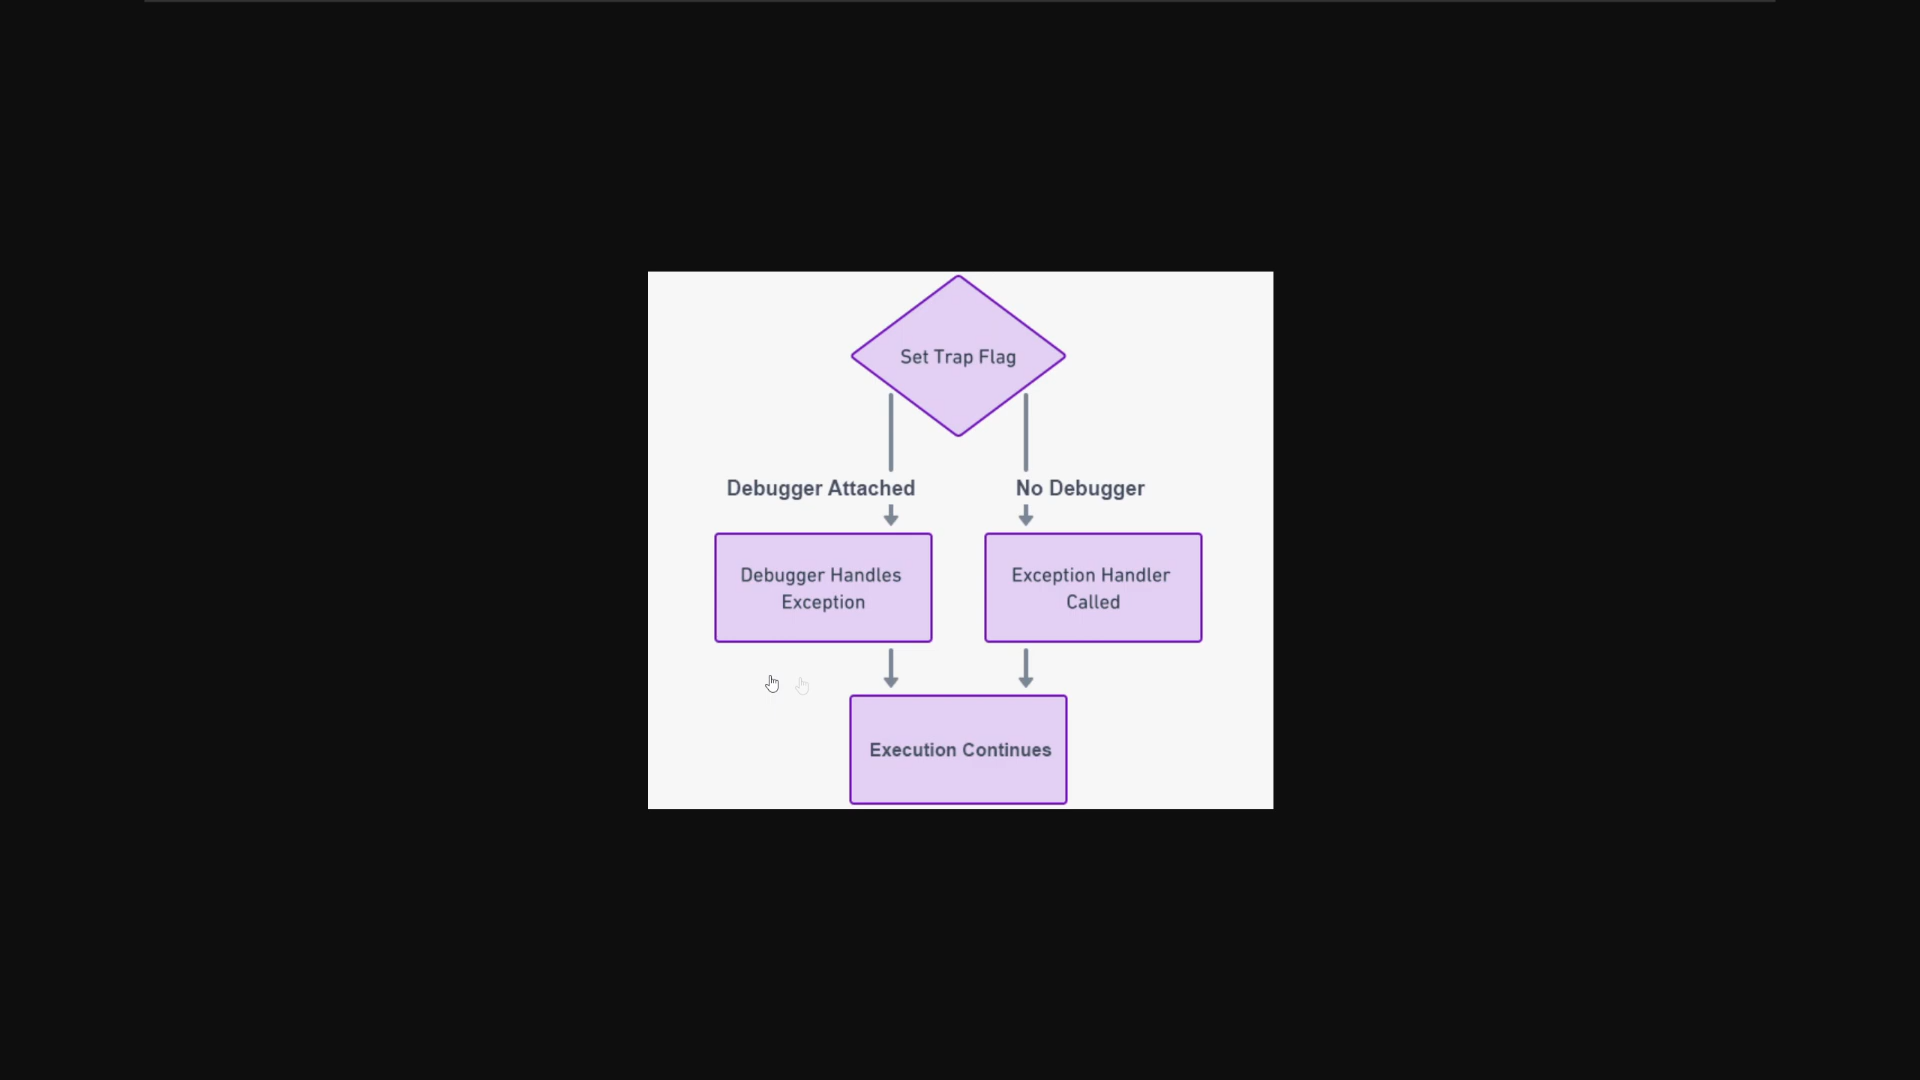 Set Trap Flag
Debugger Attached
No Debugger
Debugger Handles
Exception
Exception Handler
Called
Execution Continues